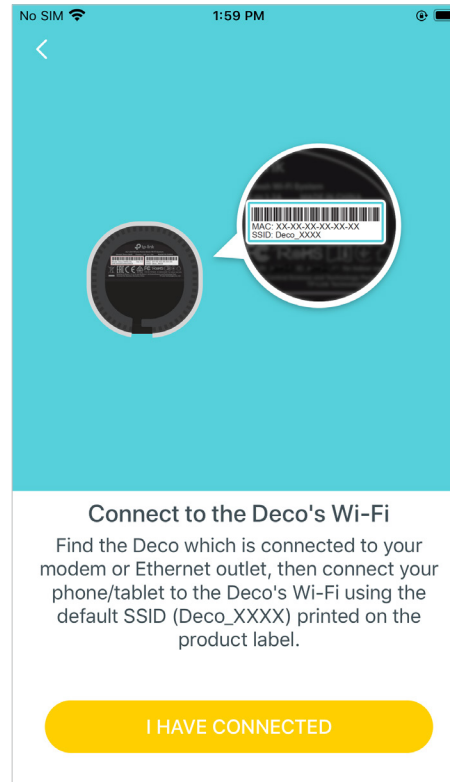 No SIM
1:59 PM
MAC: XX-XX-XX-XX-XX-XX
SSID: Deco_XXXX
tp-link
Connect to the Deco's Wi-Fi
Find the Deco which is connected to your
modem or Ethernet outlet, then connect your
phone/tablet to the Deco's Wi-Fi using the
default SSID (Deco_XXXX) printed on the
product label.
I HAVE CONNECTED